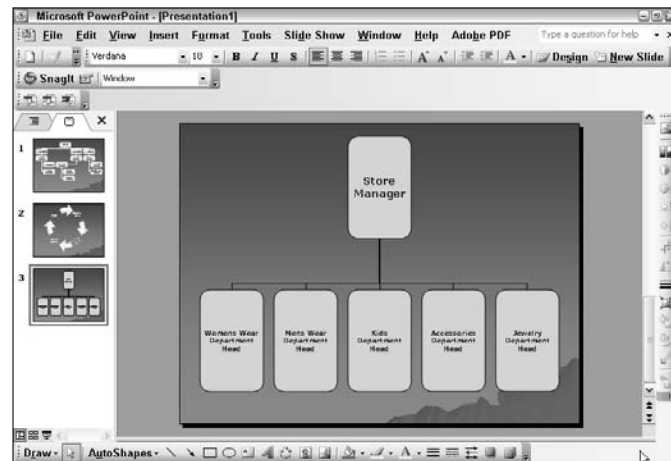 Microsoft PowerPoint - [Presentation1]
File Edit View Insert Format Tools Slide Show Window Help Adobe PDF Type a question for help
Verdana 10 B I U S A A A Design New Slide
SnagIt Window
1
2
3
Store
Manager
Womens Wear
Department
Head
Mens Wear
Department
Head
Kids
Department
Head
Accessories
Department
Head
Jewelry
Department
Head
Draw AutoShapes A